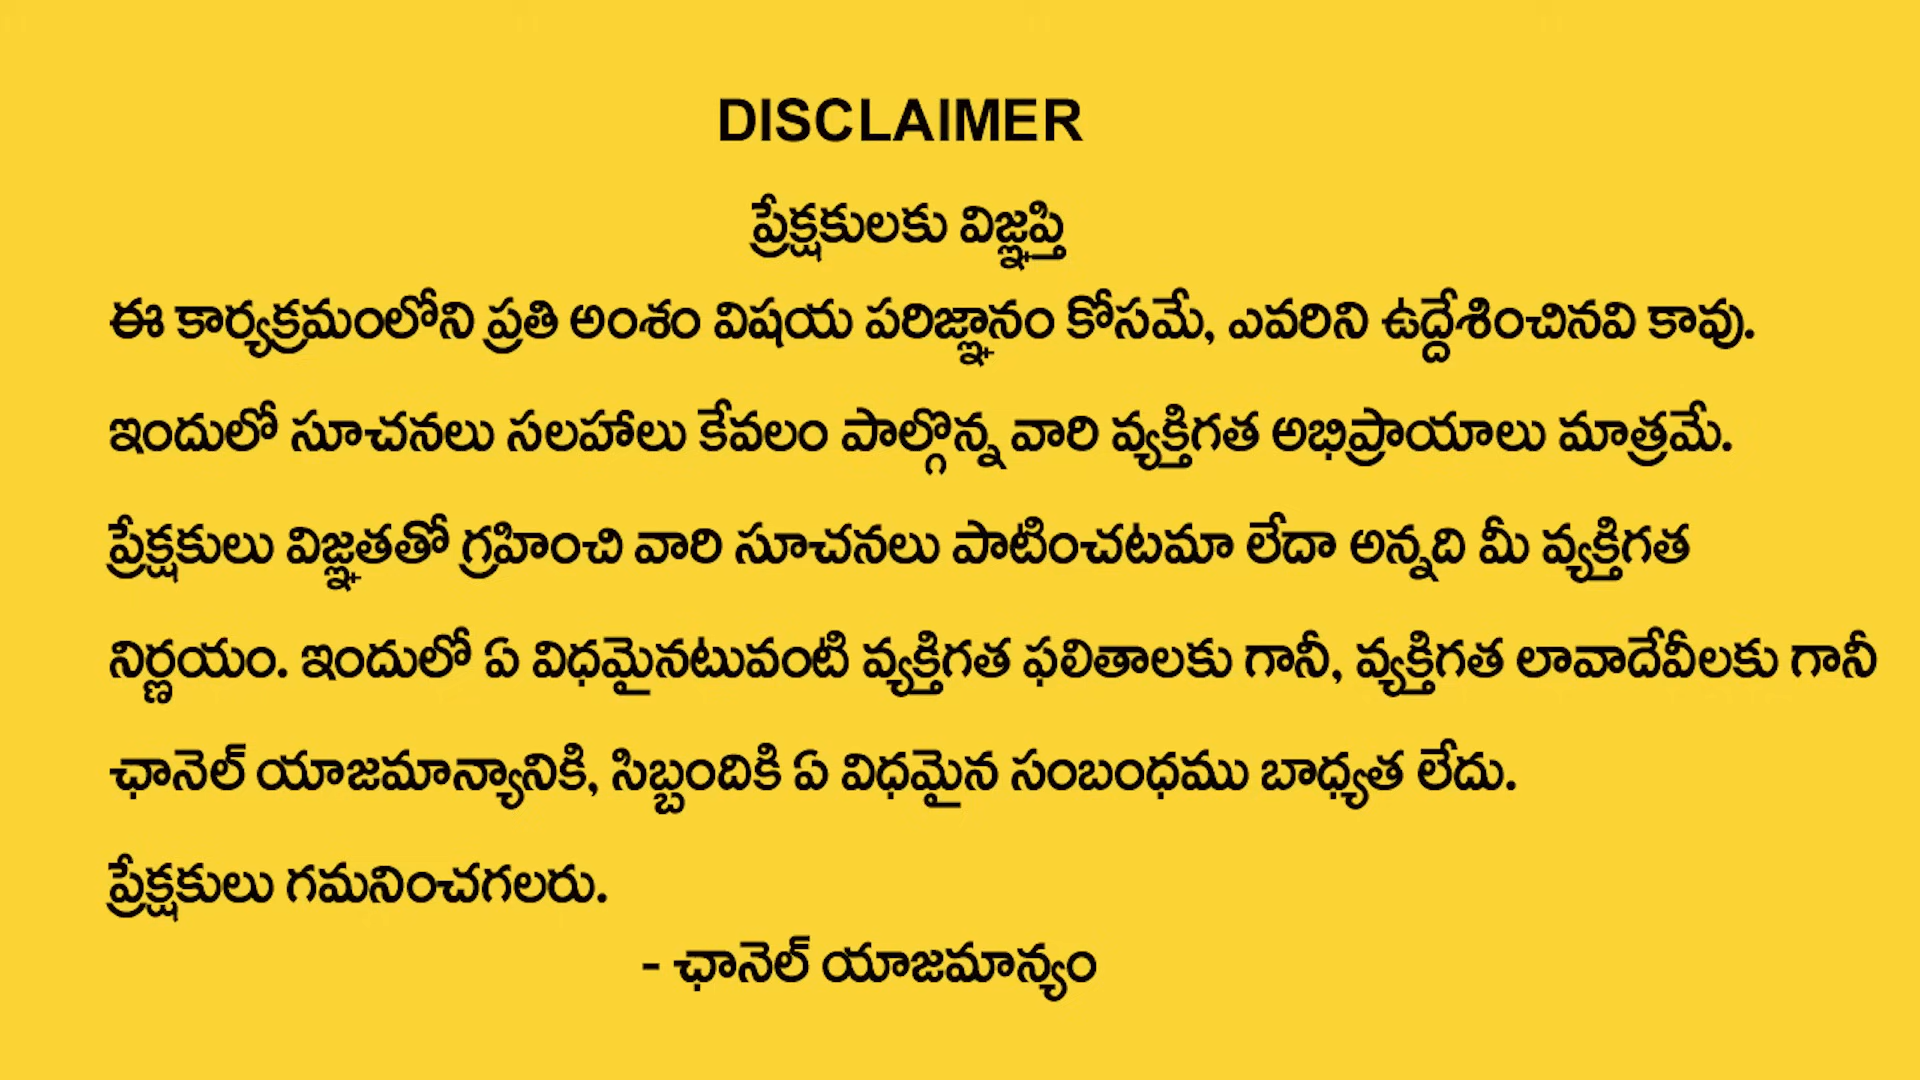 DISCLAIMER
ప్రేక్షకులకు విజ్ఞప్తి
ఈ కార్యక్రమంలోని ప్రతి అంశం విషయ పరిజ్ఞానం కోసమే, ఎవరిని ఉద్దేశించినవి కావు.
ఇందులో సూచనలు సలహాలు కేవలం పాల్గొన్న వారి వ్యక్తిగత అభిప్రాయాలు మాత్రమే.
ప్రేక్షకులు విజ్ఞతతో గ్రహించి వారి సూచనలు పాటించటమా లేదా అన్నది మీ వ్యక్తిగత
నిర్ణయం. ఇందులో ఏ విధమైనటువంటి వ్యక్తిగత ఫలితాలకు గానీ, వ్యక్తిగత లావాదేవీలకు గానీ
ఛానెల్ యాజమాన్యానికి, సిబ్బందికి ఏ విధమైన సంబంధము బాధ్యత లేదు.
ప్రేక్షకులు గమనించగలరు.
- ఛానెల్ యాజమాన్యం